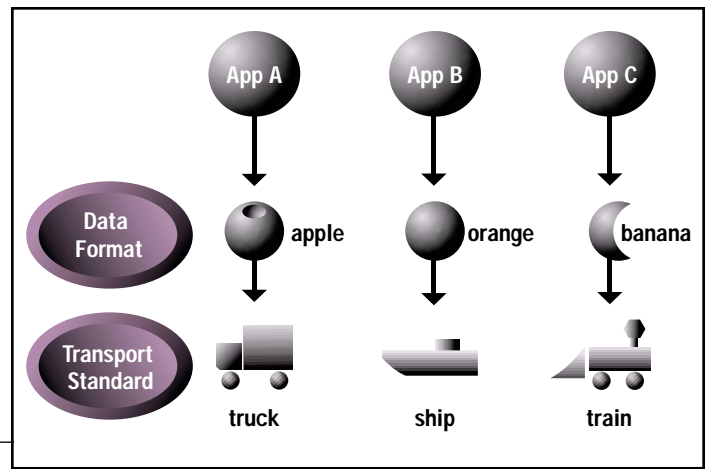 App A
App B
App C
Data
Format
apple
orange
banana
Transport
Standard
truck
ship
train